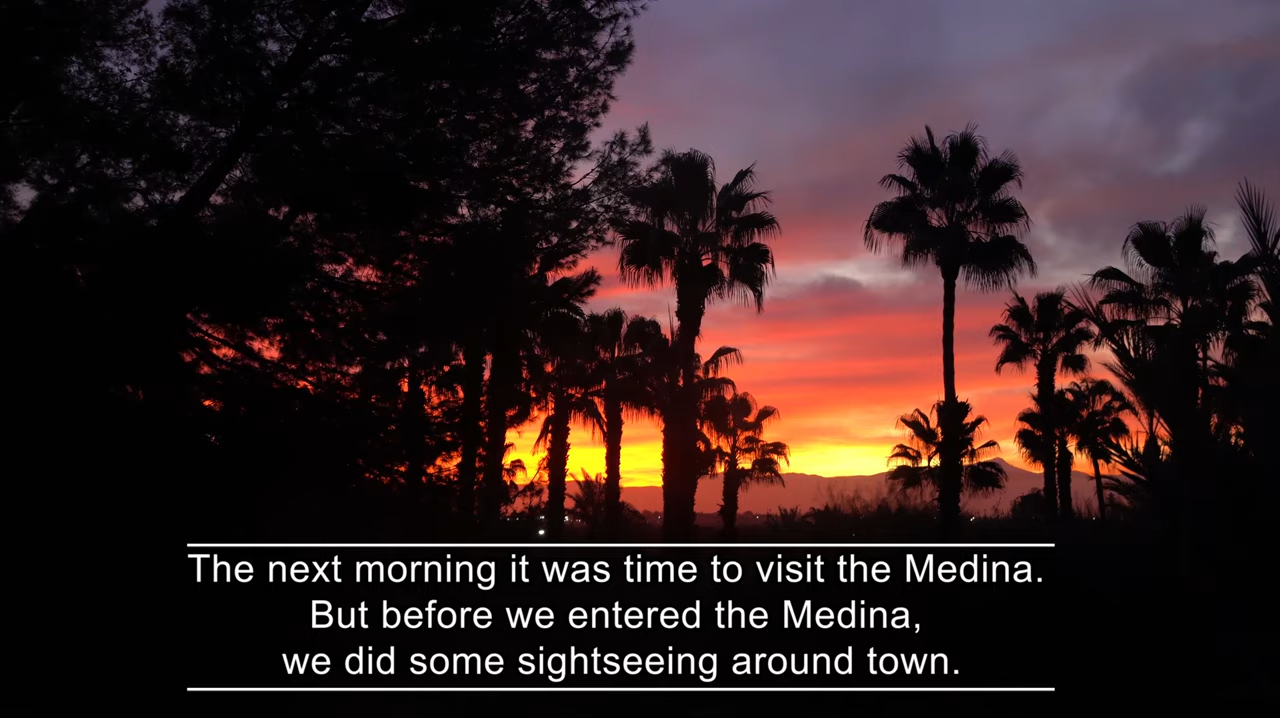 The next morning it was time to visit the Medina.
But before we entered the Medina,
we did some sightseeing around town.